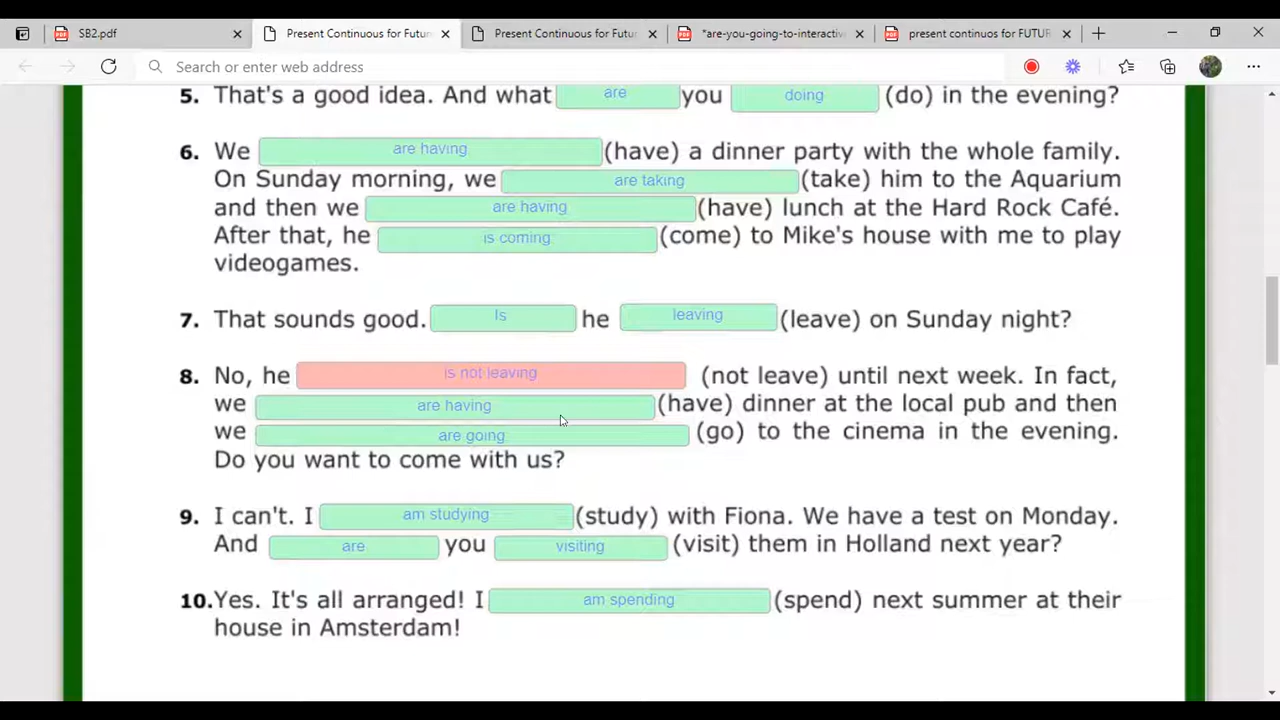 SB2.pdf
Present Continuous for Futur
Present Continuous for Futu
*are-you-going-to-interactive
present continuos for FUTUR
Search or enter web address
5. That's a good idea. And what are you doing (do) in the evening?
6. We are having (have) a dinner party with the whole family.
On Sunday morning, we are taking (take) him to the Aquarium
and then we are having (have) lunch at the Hard Rock Café.
After that, he is coming (come) to Mike's house with me to play
videogames.
7. That sounds good. Is he leaving (leave) on Sunday night?
8. No, he is not leaving (not leave) until next week. In fact,
we are having (have) dinner at the local pub and then
we are going (go) to the cinema in the evening.
Do you want to come with us?
9. I can't. I am studying (study) with Fiona. We have a test on Monday.
And are you visiting (visit) them in Holland next year?
10. Yes. It's all arranged! I am spending (spend) next summer at their
house in Amsterdam!